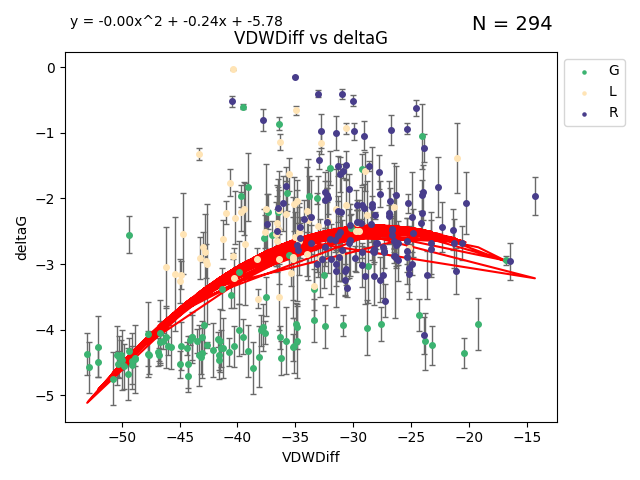 y = -0.00x^2 + -0.24x + -5.78
N = 294
VDWDiff vs deltaG
G
L
R
deltaG
0
−1
−2
−3
−4
−5
−50 −45 −40 −35 −30 −25 −20 −15
VDWDiff